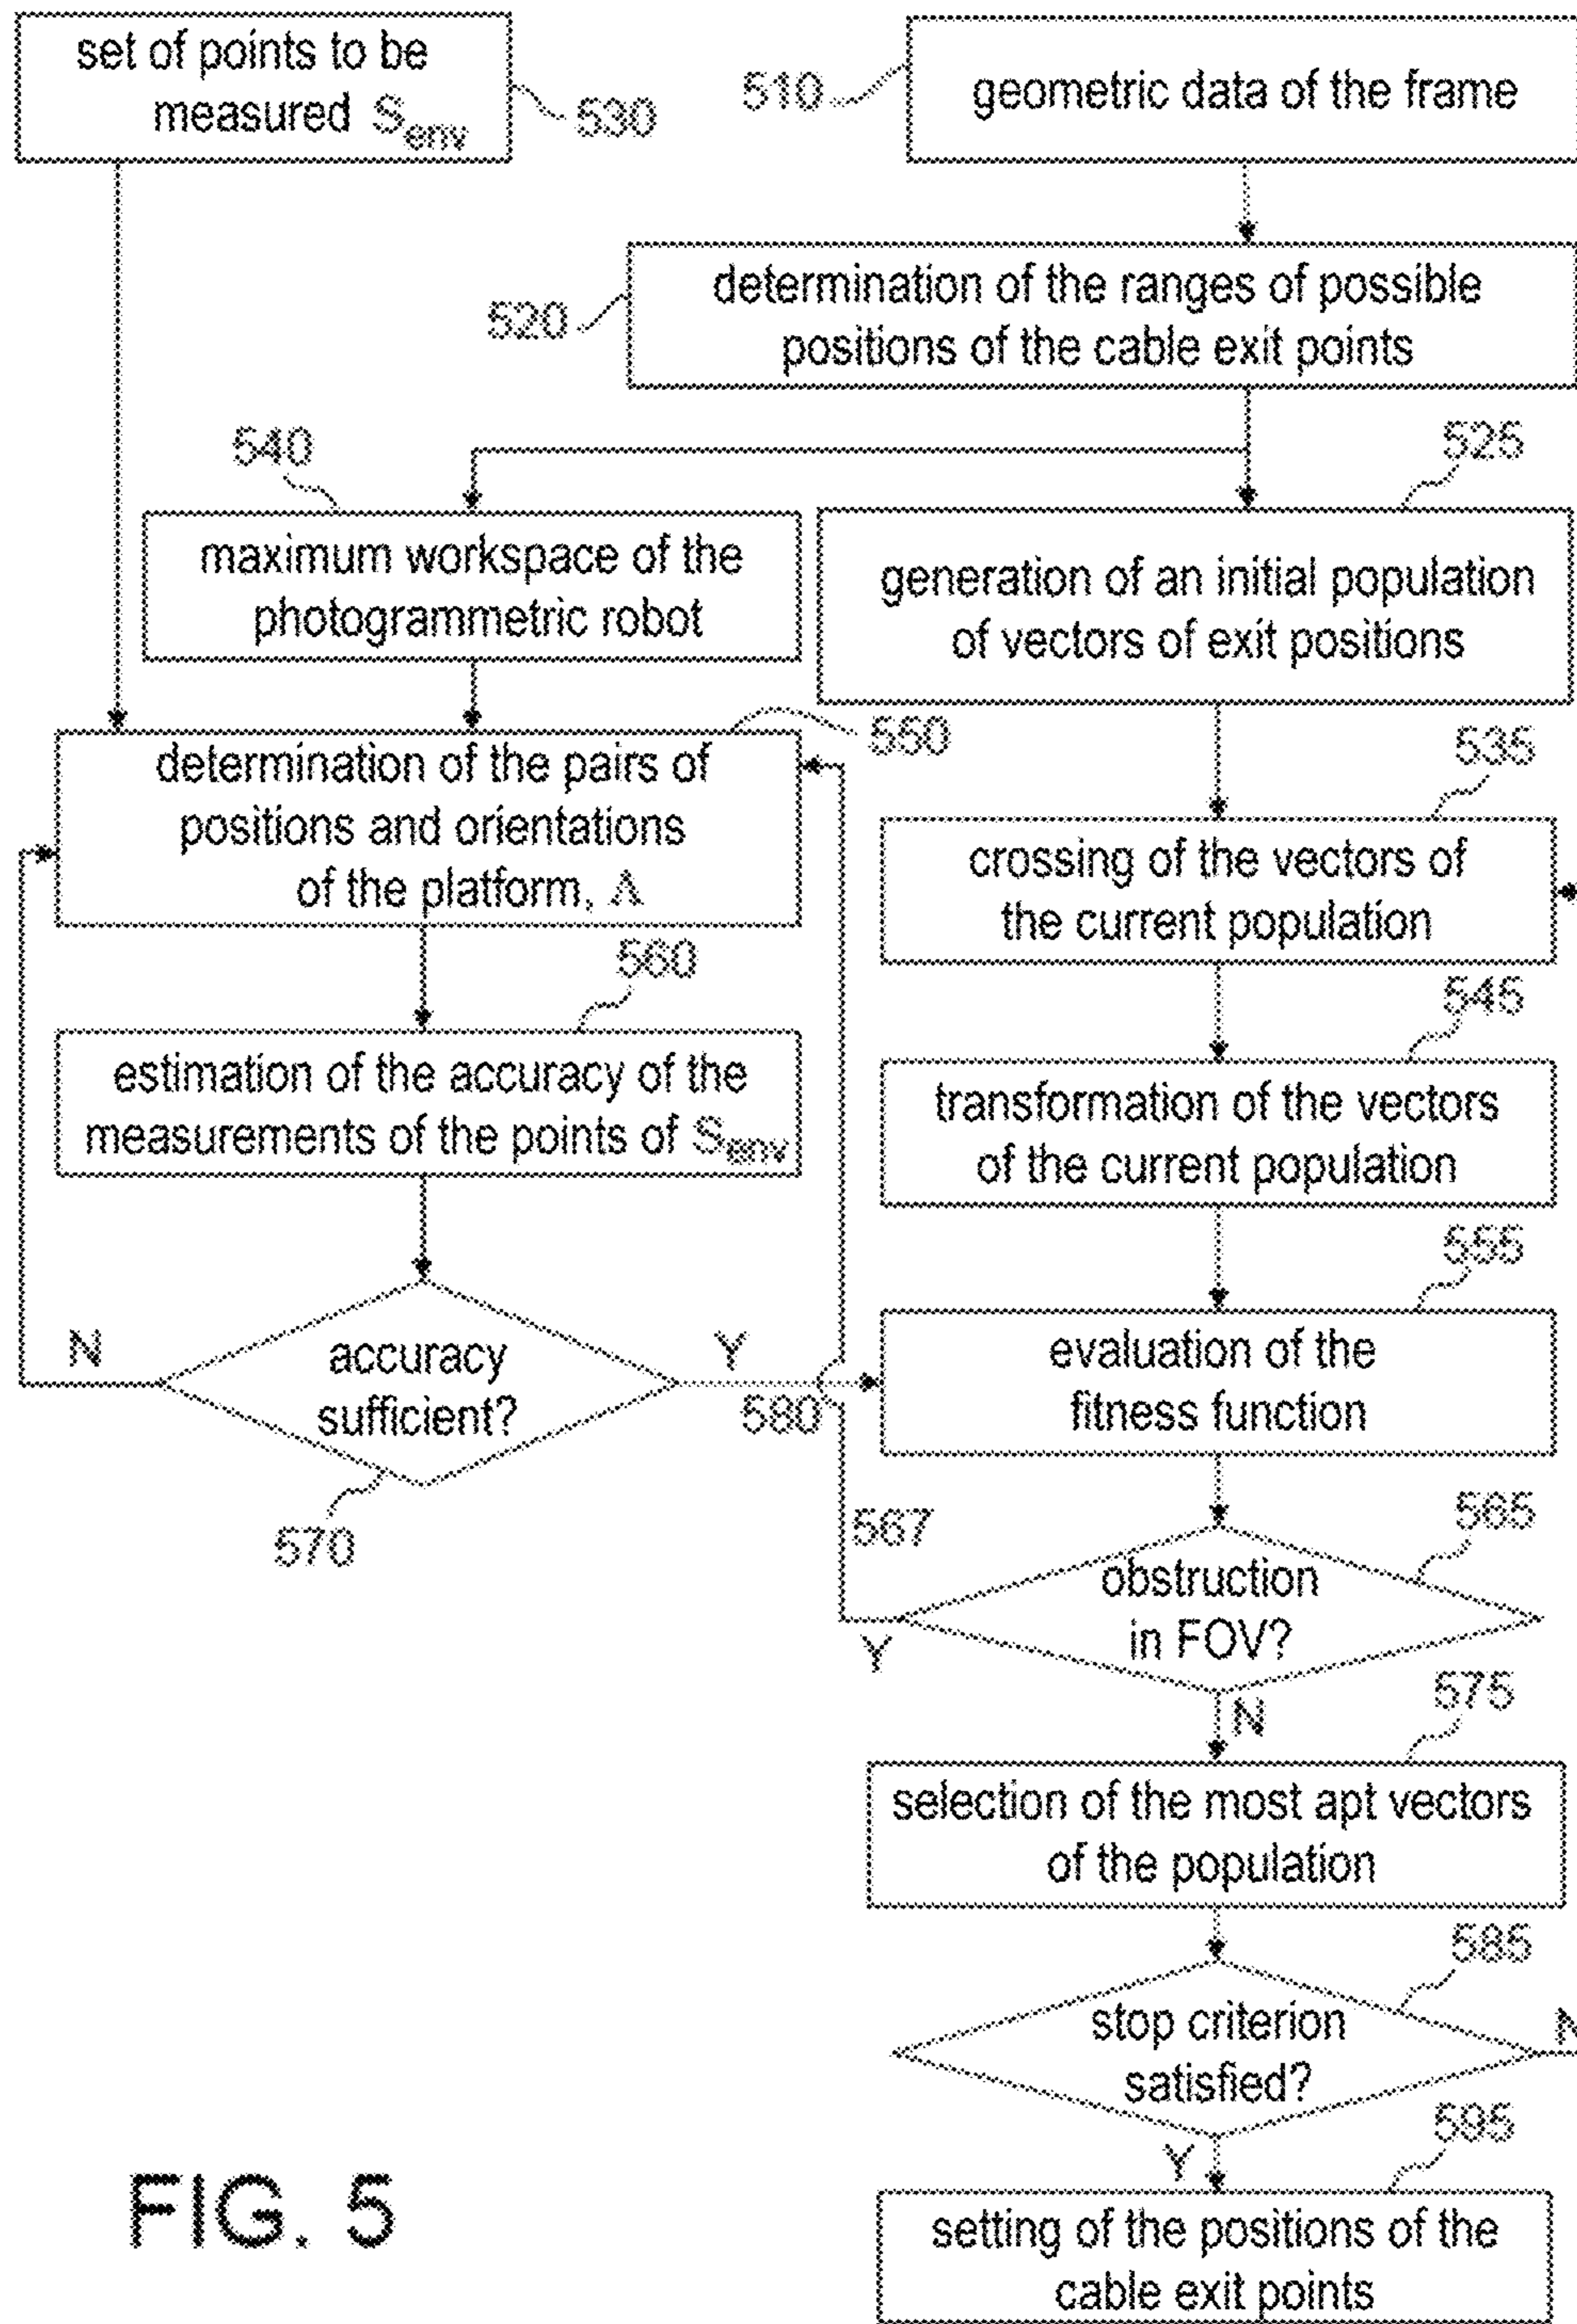 set of points to be
measured Senv
530
510
geometric data of the frame
520
determination of the ranges of possible
positions of the cable exit points
540
525
maximum workspace of the
photogrammetric robot
generation of an initial population
of vectors of exit positions
550
determination of the pairs of
positions and orientations
of the platform, Λ
535
crossing of the vectors of
the current population
560
545
estimation of the accuracy of the
measurements of the points of Senv
transformation of the vectors
of the current population
555
N
accuracy
sufficient?
Y
580
evaluation of the
fitness function
570
567
565
obstruction
in FOV?
Y
N
575
selection of the most apt vectors
of the population
585
stop criterion
satisfied?
N
595
Y
setting of the positions of the
cable exit points
FIG. 5